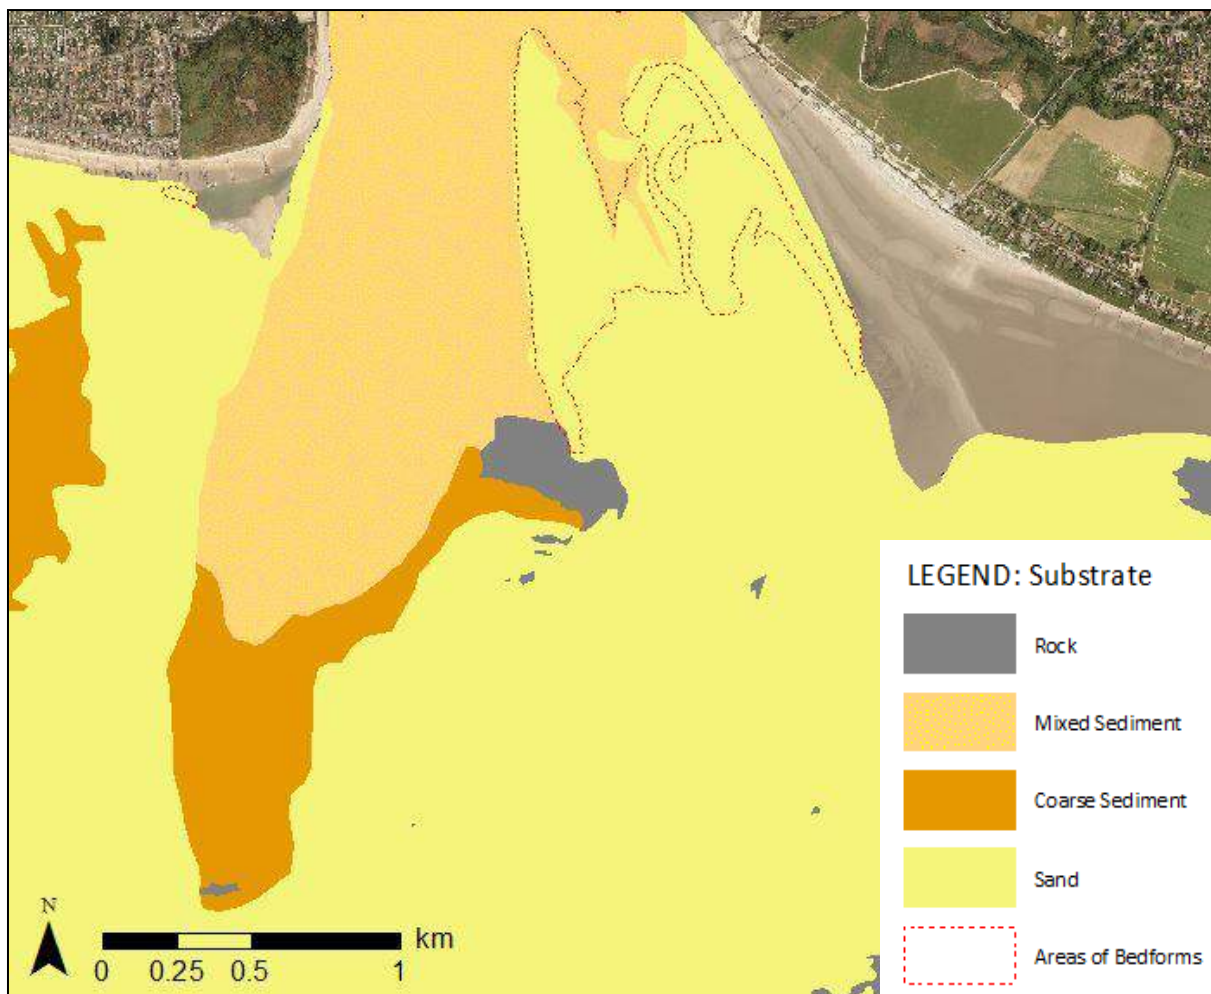 LEGEND: Substrate
Rock
Mixed Sediment
Coarse Sediment
Sand
Areas of Bedforms
N
km
0 0.25 0.5 1